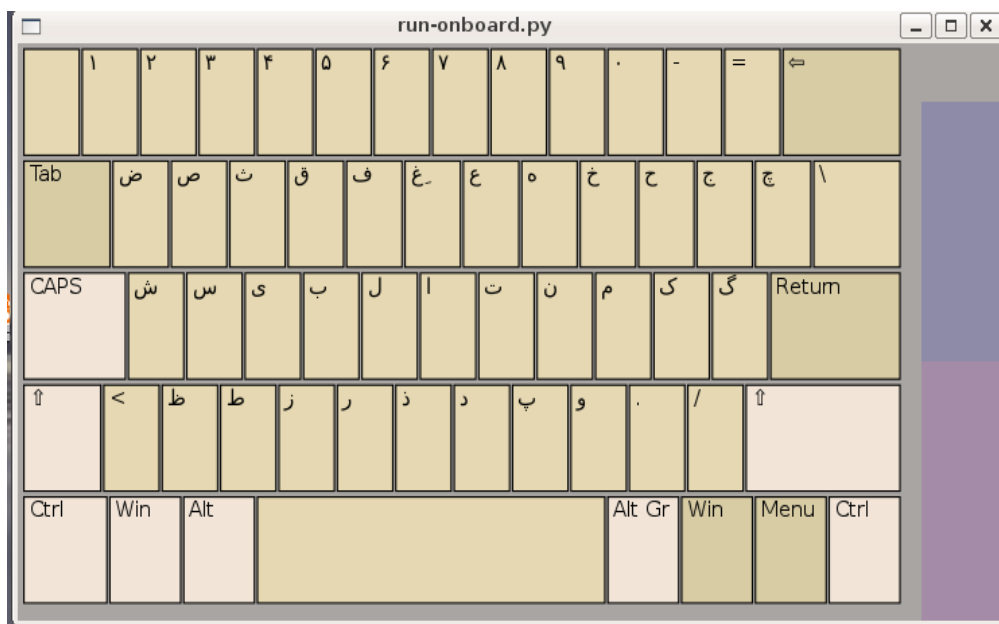 run-onboard.py
۱ ۲ ۳ ۴ ۵ ۶ ۷ ۸ ۹ ۰ - = ⇦
Tab ض ص ث ق ف غ ع ه خ ح ج چ \
CAPS ش س ی ب ل ا ت ن م ک گ Return
⇧ < ظ ط ز ر ذ د پ و . / ⇧
Ctrl Win Alt Alt Gr Win Menu Ctrl